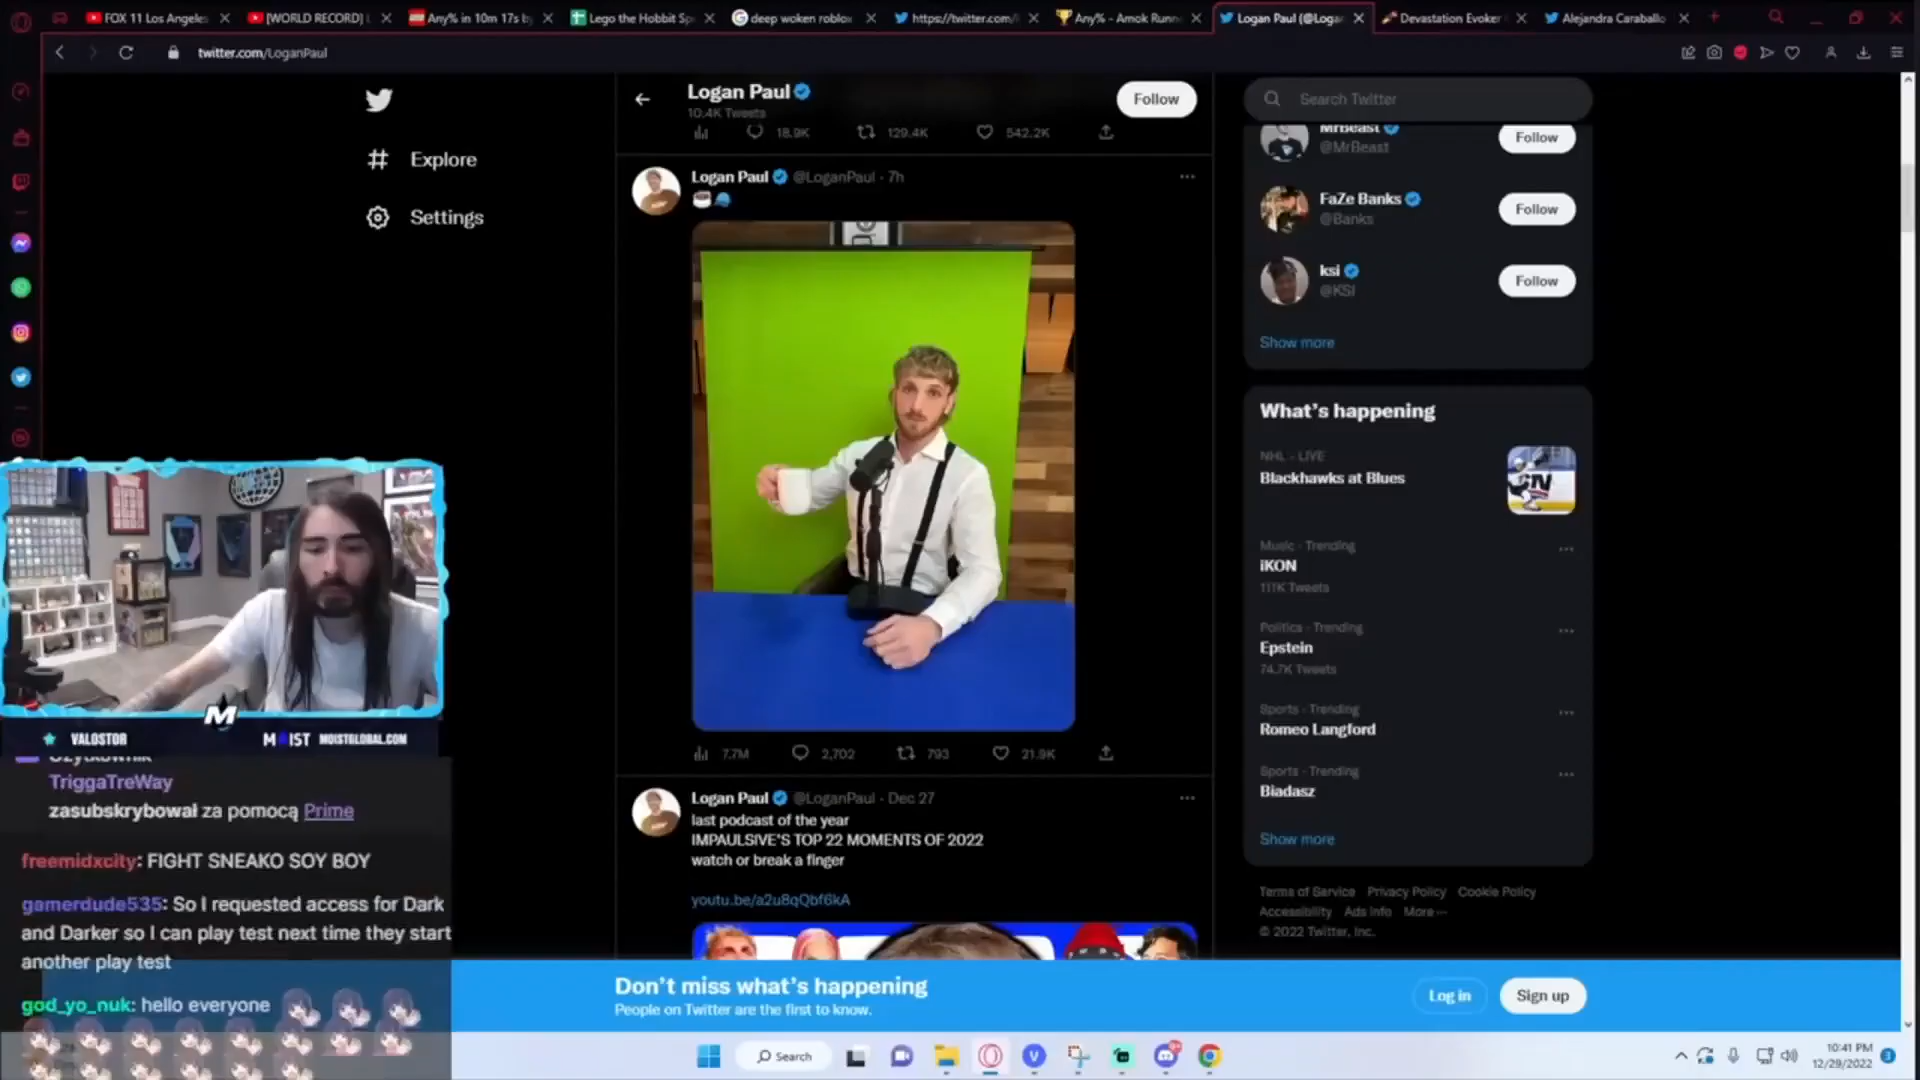 FOX 11 Los Angeles
[WORLD RECORD]
Any% in 10m 17s by
Lego the Hobbit Sp
deep woken roblox
https://twitter.com/
Any% - Amok Runn
Logan Paul (@Logan
Devastation Evoker
Alejandra Caraballo
twitter.com/LoganPaul
Explore
Settings
Logan Paul
10.4K Tweets
Follow
18.9K 129.4K 542.2K
Logan Paul @LoganPaul · 7h
7.7M 2,702 793 21.9K
Logan Paul @LoganPaul · Dec 27
last podcast of the year
IMPAULSIVE'S TOP 22 MOMENTS OF 2022
watch or break a finger
youtu.be/a2u8qQbf6kA
Search Twitter
MrBeast
@MrBeast
Follow
FaZe Banks
@Banks
Follow
ksi
@KSI
Follow
Show more
What's happening
NHL · LIVE
Blackhawks at Blues
Music · Trending
iKON
111K Tweets
Politics · Trending
Epstein
74.7K Tweets
Sports · Trending
Romeo Langford
Sports · Trending
Biadasz
Show more
Terms of Service Privacy Policy Cookie Policy
Accessibility Ads info More ···
© 2022 Twitter, Inc.
M
VALOSTOR
MOIST MOISTGLOBAL.COM
Użytkownik
TriggaTreWay
zasubskrybował za pomocą Prime
freemidxcity: FIGHT SNEAKO SOY BOY
gamerdude535: So I requested access for Dark
and Darker so I can play test next time they start
another play test
god_yo_nuk: hello everyone
Don't miss what's happening
People on Twitter are the first to know.
Log in
Sign up
Search
10:41 PM
12/29/2022
3